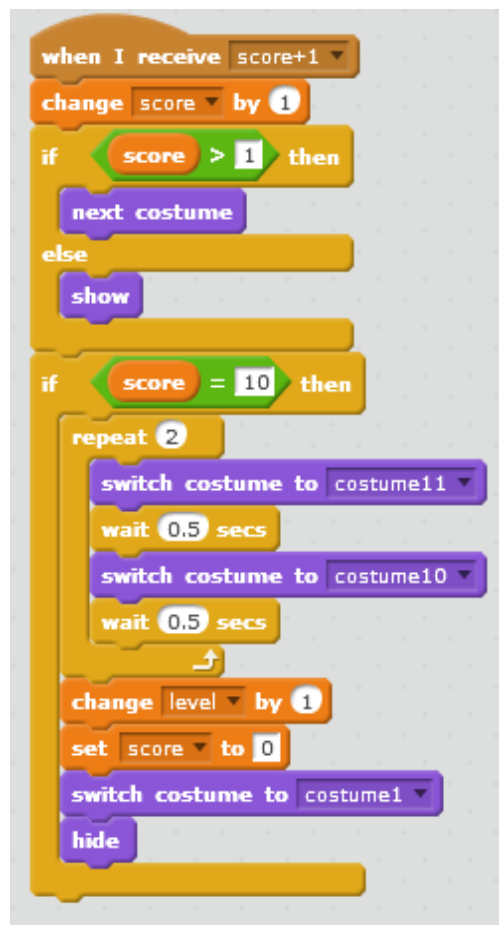 when I receive score+1
change score by 1
if score > 1 then
next costume
else
show
if score = 10 then
repeat 2
switch costume to costume11
wait 0.5 secs
switch costume to costume10
wait 0.5 secs
change level by 1
set score to 0
switch costume to costume1
hide